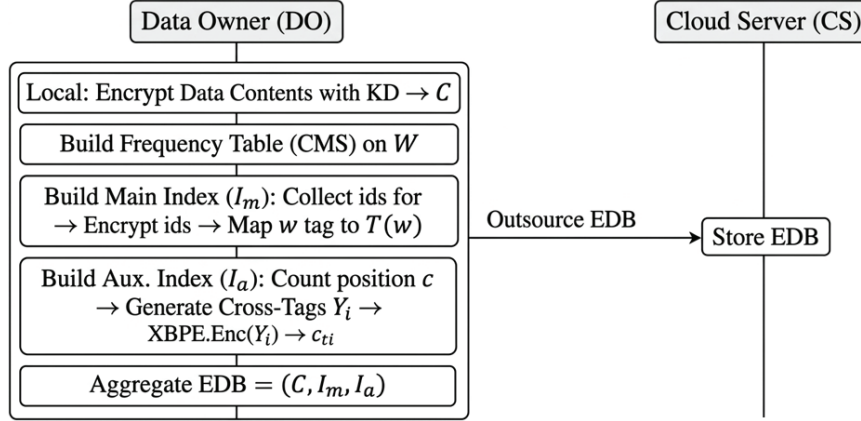 Data Owner (DO)
Cloud Server (CS)
Local: Encrypt Data Contents with KD → C
Build Frequency Table (CMS) on W
Build Main Index (Iₘ): Collect ids for
→ Encrypt ids → Map w tag to T(w)
Outsource EDB
Store EDB
Build Aux. Index (Iₐ): Count position c
→ Generate Cross-Tags Yᵢ →
XBPE.Enc(Yᵢ) → cₜᵢ
Aggregate EDB = (C, Iₘ, Iₐ)